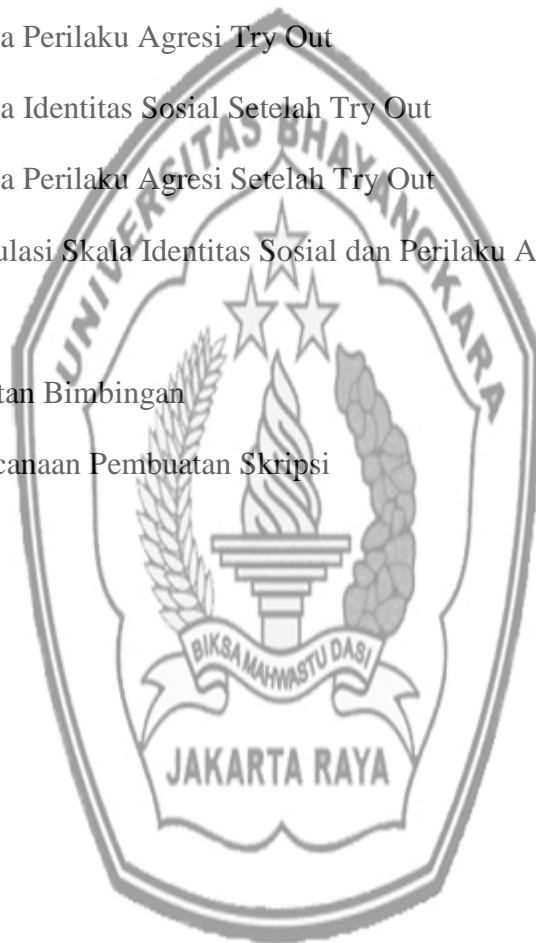 a Perilaku Agresi Try Out
a Identitas Sosial Setelah Try Out
a Perilaku Agresi Setelah Try Out
ulasi Skala Identitas Sosial dan Perilaku A
tan Bimbingan
canaan Pembuatan Skripsi
UNIVERSITAS BHAYANGKARA
BIKSA MAHWASTU DASI
JAKARTA RAYA